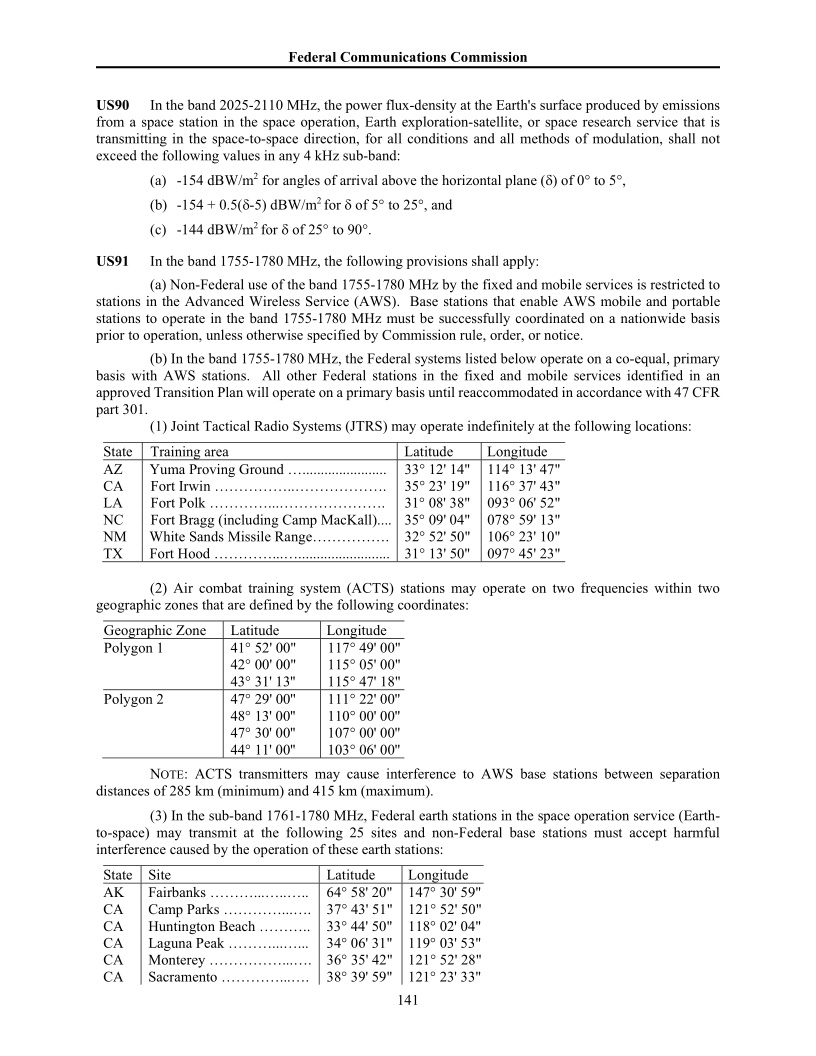 Federal Communications Commission
US90 In the band 2025-2110 MHz, the power flux-density at the Earth's surface produced by emissions
from a space station in the space operation, Earth exploration-satellite, or space research service that is
transmitting in the space-to-space direction, for all conditions and all methods of modulation, shall not
exceed the following values in any 4 kHz sub-band:
(a) -154 dBW/m² for angles of arrival above the horizontal plane (δ) of 0° to 5°,
(b) -154 + 0.5(δ-5) dBW/m² for δ of 5° to 25°, and
(c) -144 dBW/m² for δ of 25° to 90°.
US91 In the band 1755-1780 MHz, the following provisions shall apply:
(a) Non-Federal use of the band 1755-1780 MHz by the fixed and mobile services is restricted to
stations in the Advanced Wireless Service (AWS). Base stations that enable AWS mobile and portable
stations to operate in the band 1755-1780 MHz must be successfully coordinated on a nationwide basis
prior to operation, unless otherwise specified by Commission rule, order, or notice.
(b) In the band 1755-1780 MHz, the Federal systems listed below operate on a co-equal, primary
basis with AWS stations. All other Federal stations in the fixed and mobile services identified in an
approved Transition Plan will operate on a primary basis until reaccommodated in accordance with 47 CFR
part 301.
(1) Joint Tactical Radio Systems (JTRS) may operate indefinitely at the following locations:
State Training area Latitude Longitude
AZ Yuma Proving Ground …....................... 33° 12' 14" 114° 13' 47"
CA Fort Irwin ……………..………………. 35° 23' 19" 116° 37' 43"
LA Fort Polk …………...…………………. 31° 08' 38" 093° 06' 52"
NC Fort Bragg (including Camp MacKall).... 35° 09' 04" 078° 59' 13"
NM White Sands Missile Range…………… 32° 52' 50" 106° 23' 10"
TX Fort Hood …………..…......................... 31° 13' 50" 097° 45' 23"
(2) Air combat training system (ACTS) stations may operate on two frequencies within two
geographic zones that are defined by the following coordinates:
Geographic Zone Latitude Longitude
Polygon 1 41° 52' 00" 117° 49' 00"
42° 00' 00" 115° 05' 00"
43° 31' 13" 115° 47' 18"
Polygon 2 47° 29' 00" 111° 22' 00"
48° 13' 00" 110° 00' 00"
47° 30' 00" 107° 00' 00"
44° 11' 00" 103° 06' 00"
NOTE: ACTS transmitters may cause interference to AWS base stations between separation
distances of 285 km (minimum) and 415 km (maximum).
(3) In the sub-band 1761-1780 MHz, Federal earth stations in the space operation service (Earth-
to-space) may transmit at the following 25 sites and non-Federal base stations must accept harmful
interference caused by the operation of these earth stations:
State Site Latitude Longitude
AK Fairbanks ………...…..….. 64° 58' 20" 147° 30' 59"
CA Camp Parks …………...…. 37° 43' 51" 121° 52' 50"
CA Huntington Beach ……….. 33° 44' 50" 118° 02' 04"
CA Laguna Peak ………...…... 34° 06' 31" 119° 03' 53"
CA Monterey ……………...…. 36° 35' 42" 121° 52' 28"
CA Sacramento …………...…. 38° 39' 59" 121° 23' 33"
141